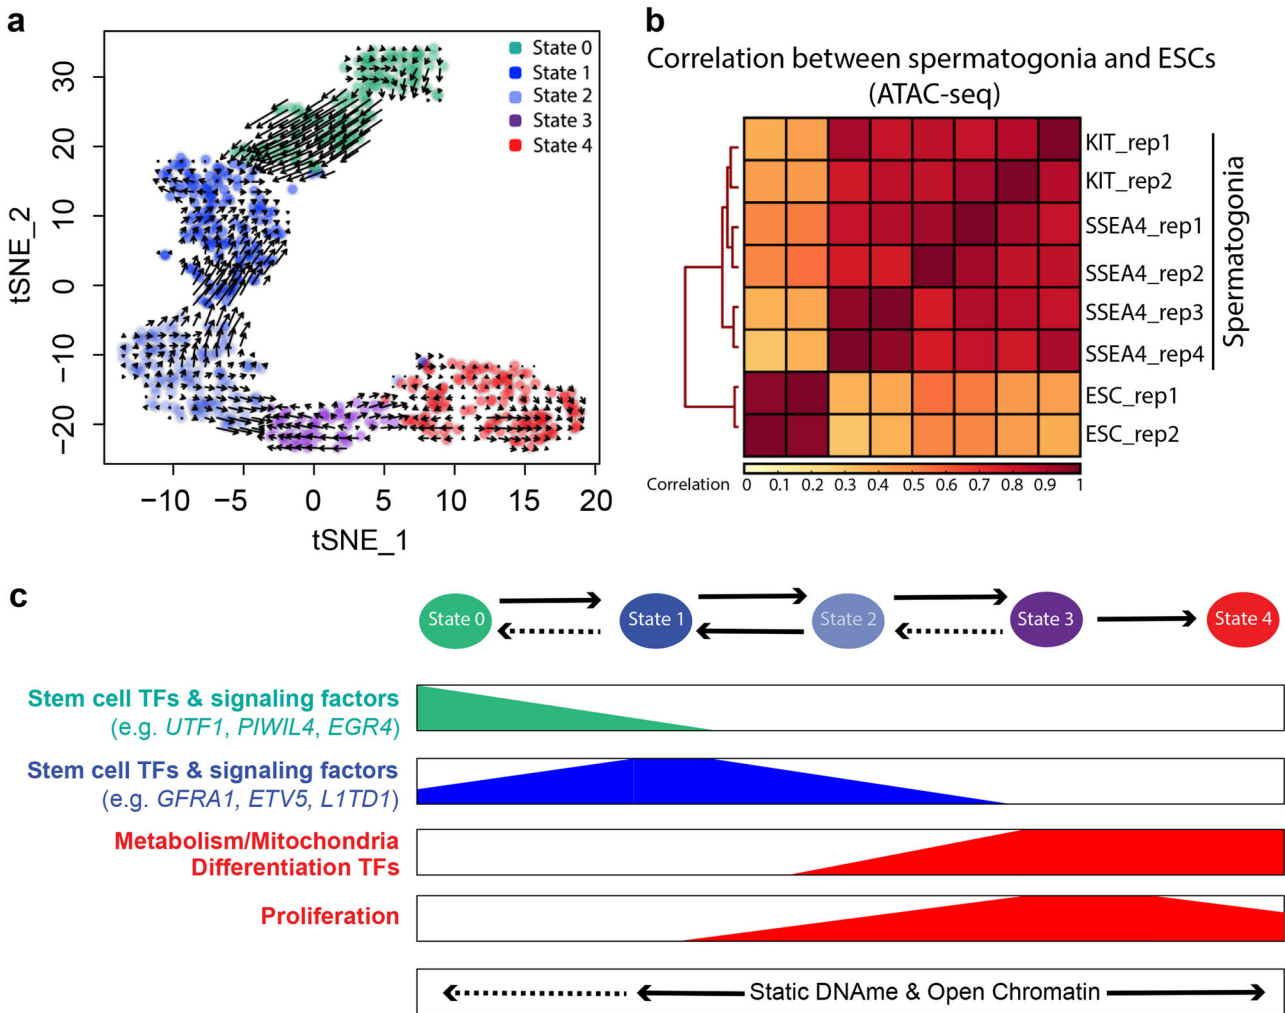 a
State 0
State 1
State 2
State 3
State 4
30
20
10
0
−10
−20
tSNE_2
−10 −5 0 5 10 15 20
tSNE_1
b
Correlation between spermatogonia and ESCs
(ATAC-seq)
KIT_rep1
KIT_rep2
SSEA4_rep1
SSEA4_rep2
SSEA4_rep3
SSEA4_rep4
ESC_rep1
ESC_rep2
Spermatogonia
Correlation 0 0.1 0.2 0.3 0.4 0.5 0.6 0.7 0.8 0.9 1
c
State 0 State 1 State 2 State 3 State 4
Stem cell TFs & signaling factors
(e.g. UTF1, PIWIL4, EGR4)
Stem cell TFs & signaling factors
(e.g. GFRA1, ETV5, L1TD1)
Metabolism/Mitochondria
Differentiation TFs
Proliferation
Static DNAme & Open Chromatin